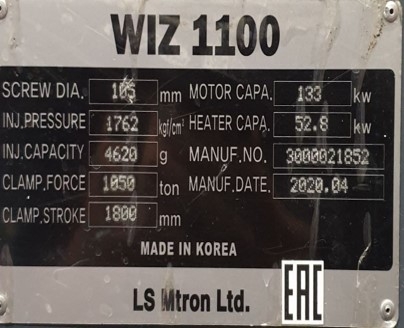 WIZ 1100
SCREW DIA. 105 mm MOTOR CAPA. 133 kw
INJ.PRESSURE 1762 kgf/cm² HEATER CAPA. 52.8 kw
INJ.CAPACITY 4620 g MANUF.NO. 3000021852
CLAMP.FORCE 1050 ton MANUF.DATE. 2020.04
CLAMP.STROKE 1800 mm
MADE IN KOREA
LS Mtron Ltd. EAC